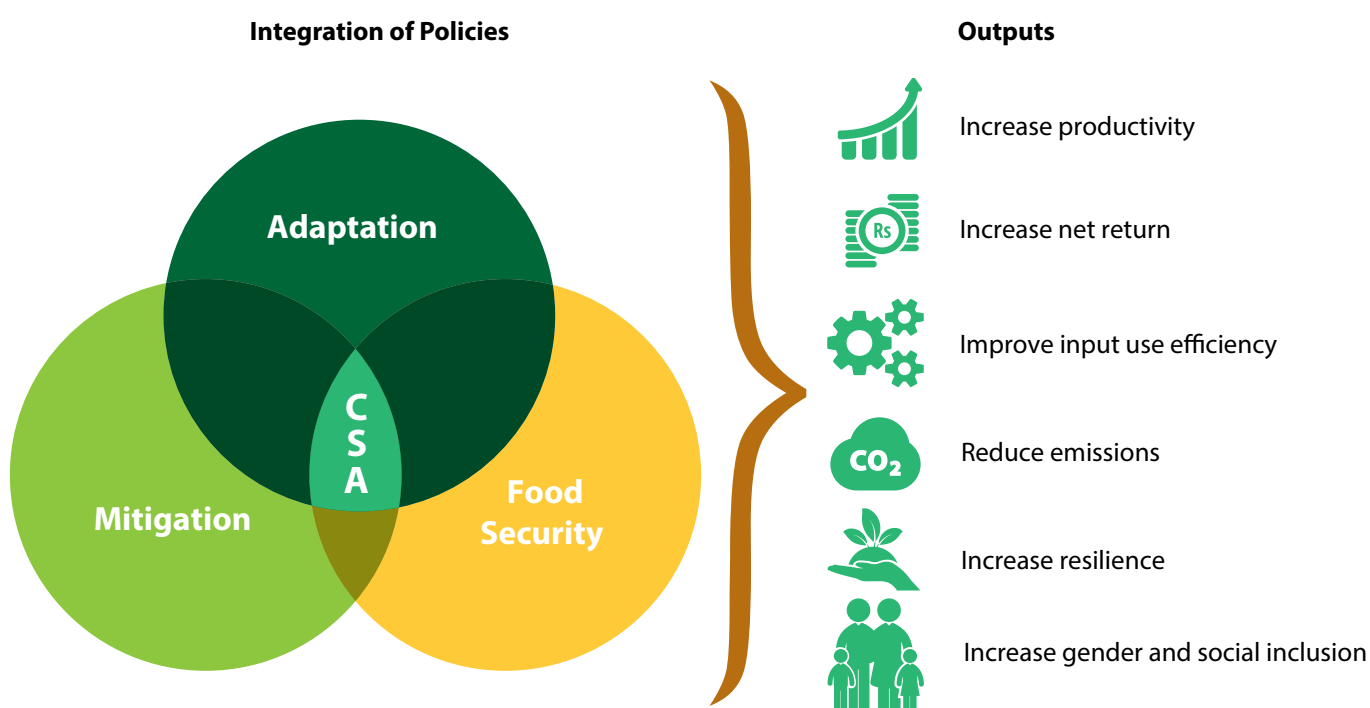 Integration of Policies
Adaptation
Mitigation
Food
Security
C
S
A
Outputs
Increase productivity
Rs
Increase net return
Improve input use efficiency
CO₂
Reduce emissions
Increase resilience
Increase gender and social inclusion